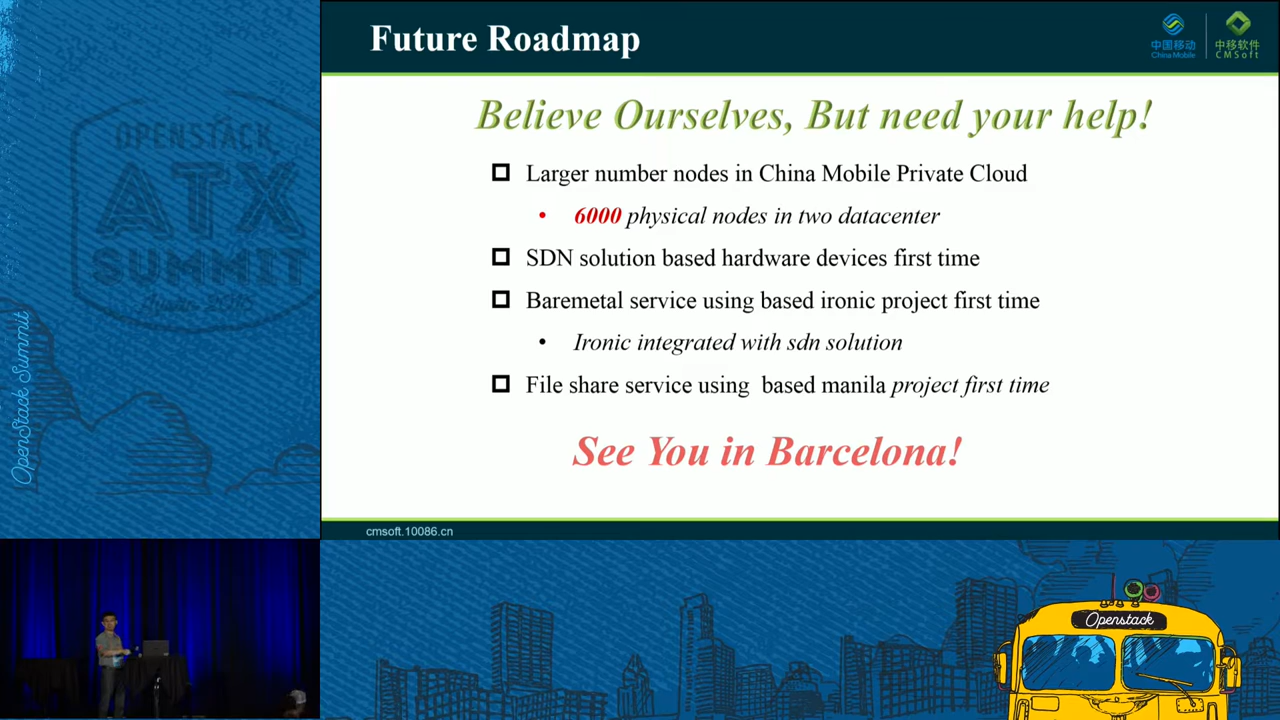 Future Roadmap
中国移动
China Mobile
中移软件
CMSoft
Believe Ourselves, But need your help!
Larger number nodes in China Mobile Private Cloud
• 6000 physical nodes in two datacenter
SDN solution based hardware devices first time
Baremetal service using based ironic project first time
• Ironic integrated with sdn solution
File share service using based manila project first time
See You in Barcelona!
cmsoft.10086.cn
OPENSTACK
ATX
SUMMIT
OpenStack Summit
Openstack